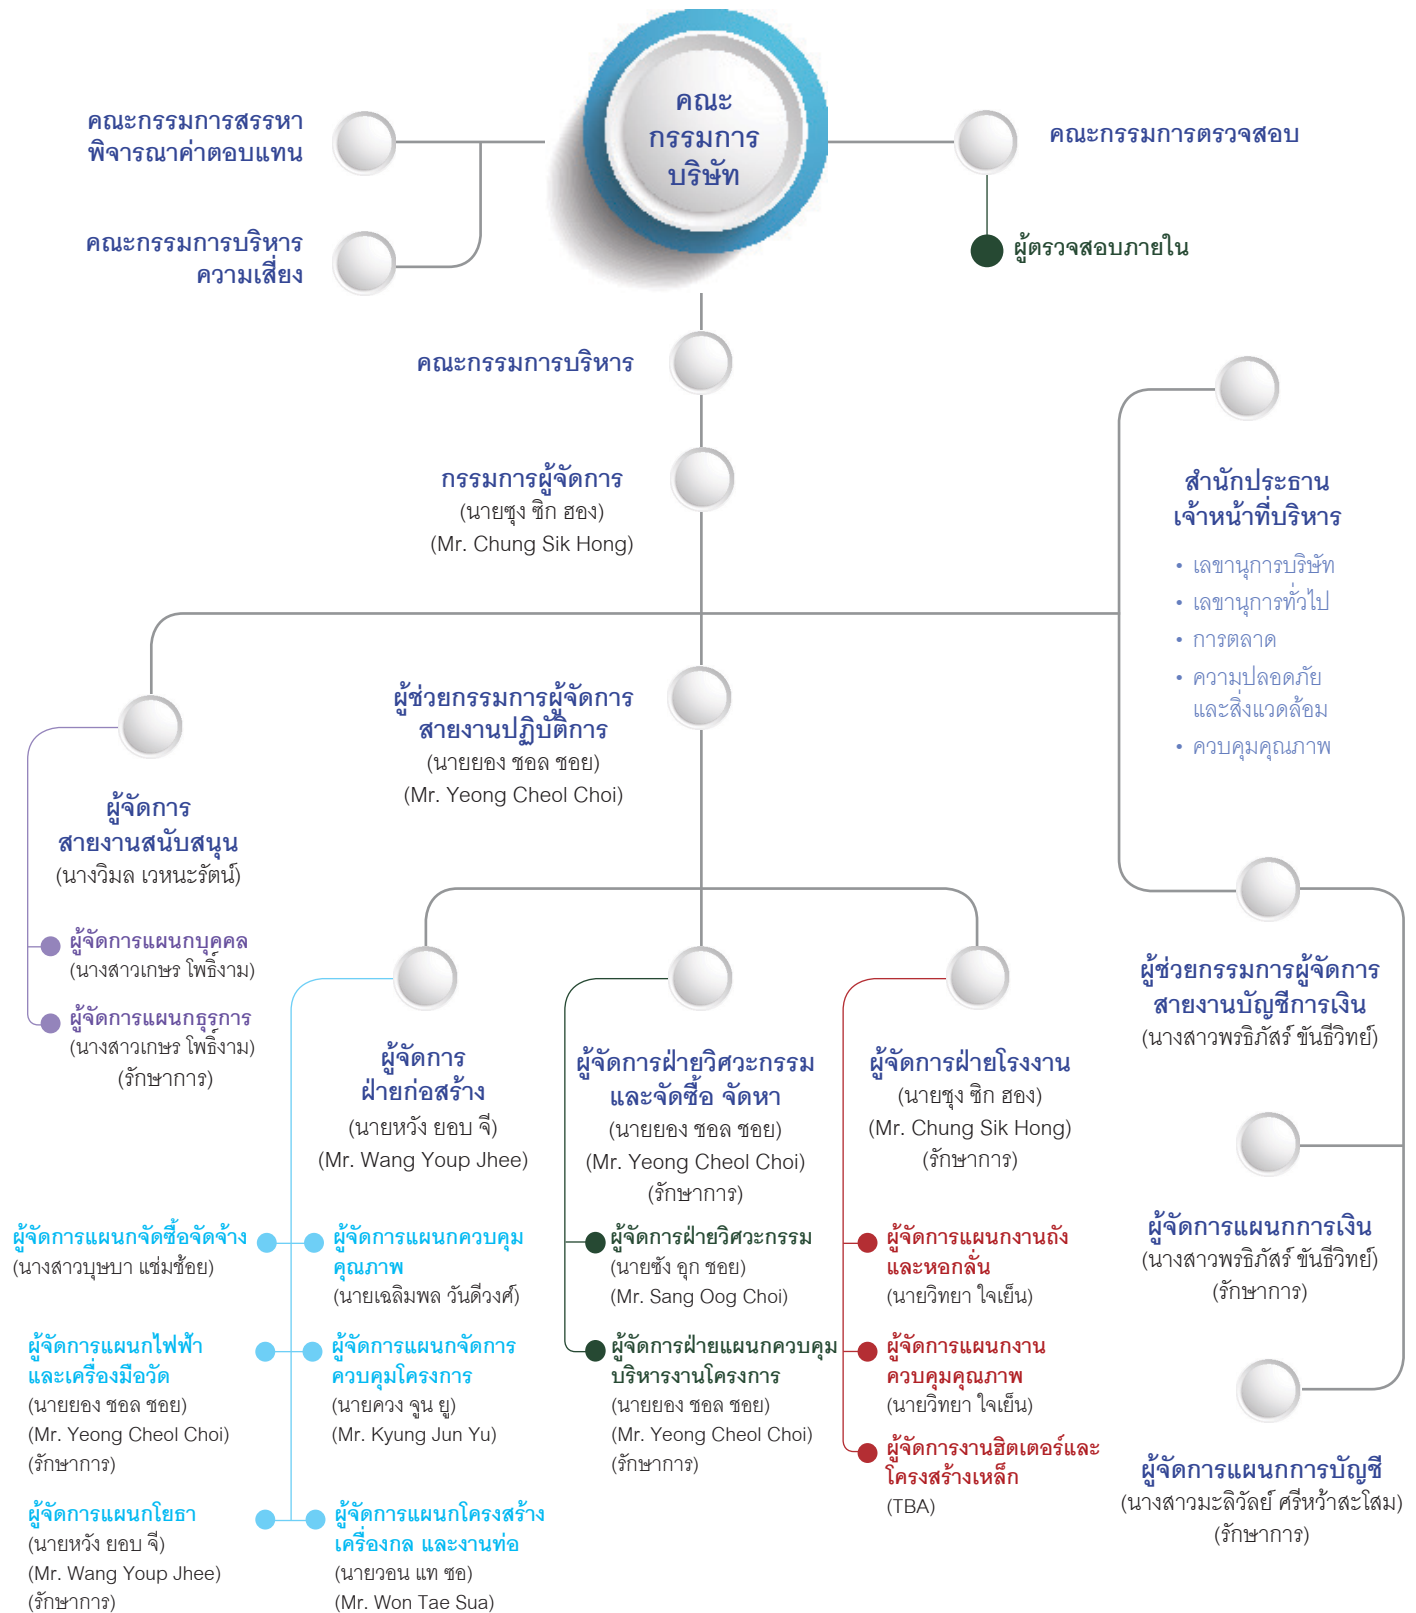 คณะ
กรรมการ
บริษัท
คณะกรรมการสรรหา
พิจารณาค่าตอบแทน
คณะกรรมการตรวจสอบ
คณะกรรมการบริหาร
ความเสี่ยง
ผู้ตรวจสอบภายใน
คณะกรรมการบริหาร
กรรมการผู้จัดการ
(นายชุง ซิก ฮอง)
(Mr. Chung Sik Hong)
สำนักประธาน
เจ้าหน้าที่บริหาร
• เลขานุการบริษัท
• เลขานุการทั่วไป
• การตลาด
• ความปลอดภัย
และสิ่งแวดล้อม
• ควบคุมคุณภาพ
ผู้ช่วยกรรมการผู้จัดการ
สายงานปฏิบัติการ
(นายยอง ชอล ชอย)
(Mr. Yeong Cheol Choi)
ผู้จัดการ
สายงานสนับสนุน
(นางวิมล เวหนะรัตน์)
ผู้จัดการแผนกบุคคล
(นางสาวเกษร โพธิ์งาม)
ผู้จัดการแผนกธุรการ
(นางสาวเกษร โพธิ์งาม)
(รักษาการ)
ผู้ช่วยกรรมการผู้จัดการ
สายงานบัญชีการเงิน
(นางสาวพรธิภัสร์ ขันธีวิทย์)
ผู้จัดการ
ฝ่ายก่อสร้าง
(นายหวัง ยอบ จี)
(Mr. Wang Youp Jhee)
ผู้จัดการฝ่ายวิศวะกรรม
และจัดซื้อ จัดหา
(นายยอง ชอล ชอย)
(Mr. Yeong Cheol Choi)
(รักษาการ)
ผู้จัดการฝ่ายโรงงาน
(นายชุง ซิก ฮอง)
(Mr. Chung Sik Hong)
(รักษาการ)
ผู้จัดการแผนกการเงิน
(นางสาวพรธิภัสร์ ขันธีวิทย์)
(รักษาการ)
ผู้จัดการแผนกจัดซื้อจัดจ้าง
(นางสาวบุษบา แช่มช้อย)
ผู้จัดการแผนกควบคุม
คุณภาพ
(นายเฉลิมพล วันดีวงศ์)
ผู้จัดการฝ่ายวิศวะกรรม
(นายซัง อุก ชอย)
(Mr. Sang Oog Choi)
ผู้จัดการแผนกงานถัง
และหอกลั่น
(นายวิทยา ใจเย็น)
ผู้จัดการแผนกไฟฟ้า
และเครื่องมือวัด
(นายยอง ชอล ชอย)
(Mr. Yeong Cheol Choi)
(รักษาการ)
ผู้จัดการแผนกจัดการ
ควบคุมโครงการ
(นายควง จูน ยู)
(Mr. Kyung Jun Yu)
ผู้จัดการฝ่ายแผนกควบคุม
บริหารงานโครงการ
(นายยอง ชอล ชอย)
(Mr. Yeong Cheol Choi)
(รักษาการ)
ผู้จัดการแผนกงาน
ควบคุมคุณภาพ
(นายวิทยา ใจเย็น)
ผู้จัดการงานฮิตเตอร์และ
โครงสร้างเหล็ก
(TBA)
ผู้จัดการแผนกการบัญชี
(นางสาวมะลิวัลย์ ศรีหว้าสะโสม)
(รักษาการ)
ผู้จัดการแผนกโยธา
(นายหวัง ยอบ จี)
(Mr. Wang Youp Jhee)
(รักษาการ)
ผู้จัดการแผนกโครงสร้าง
เครื่องกล และงานท่อ
(นายวอน แท ซอ)
(Mr. Won Tae Sua)